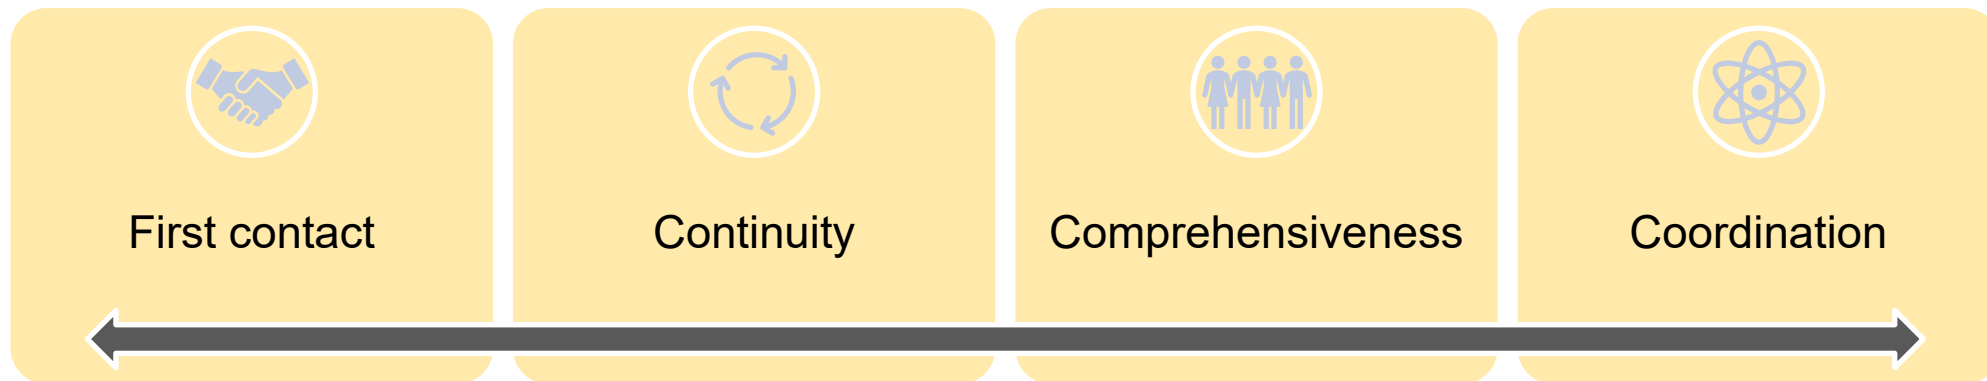 First contact
Continuity
Comprehensiveness
Coordination